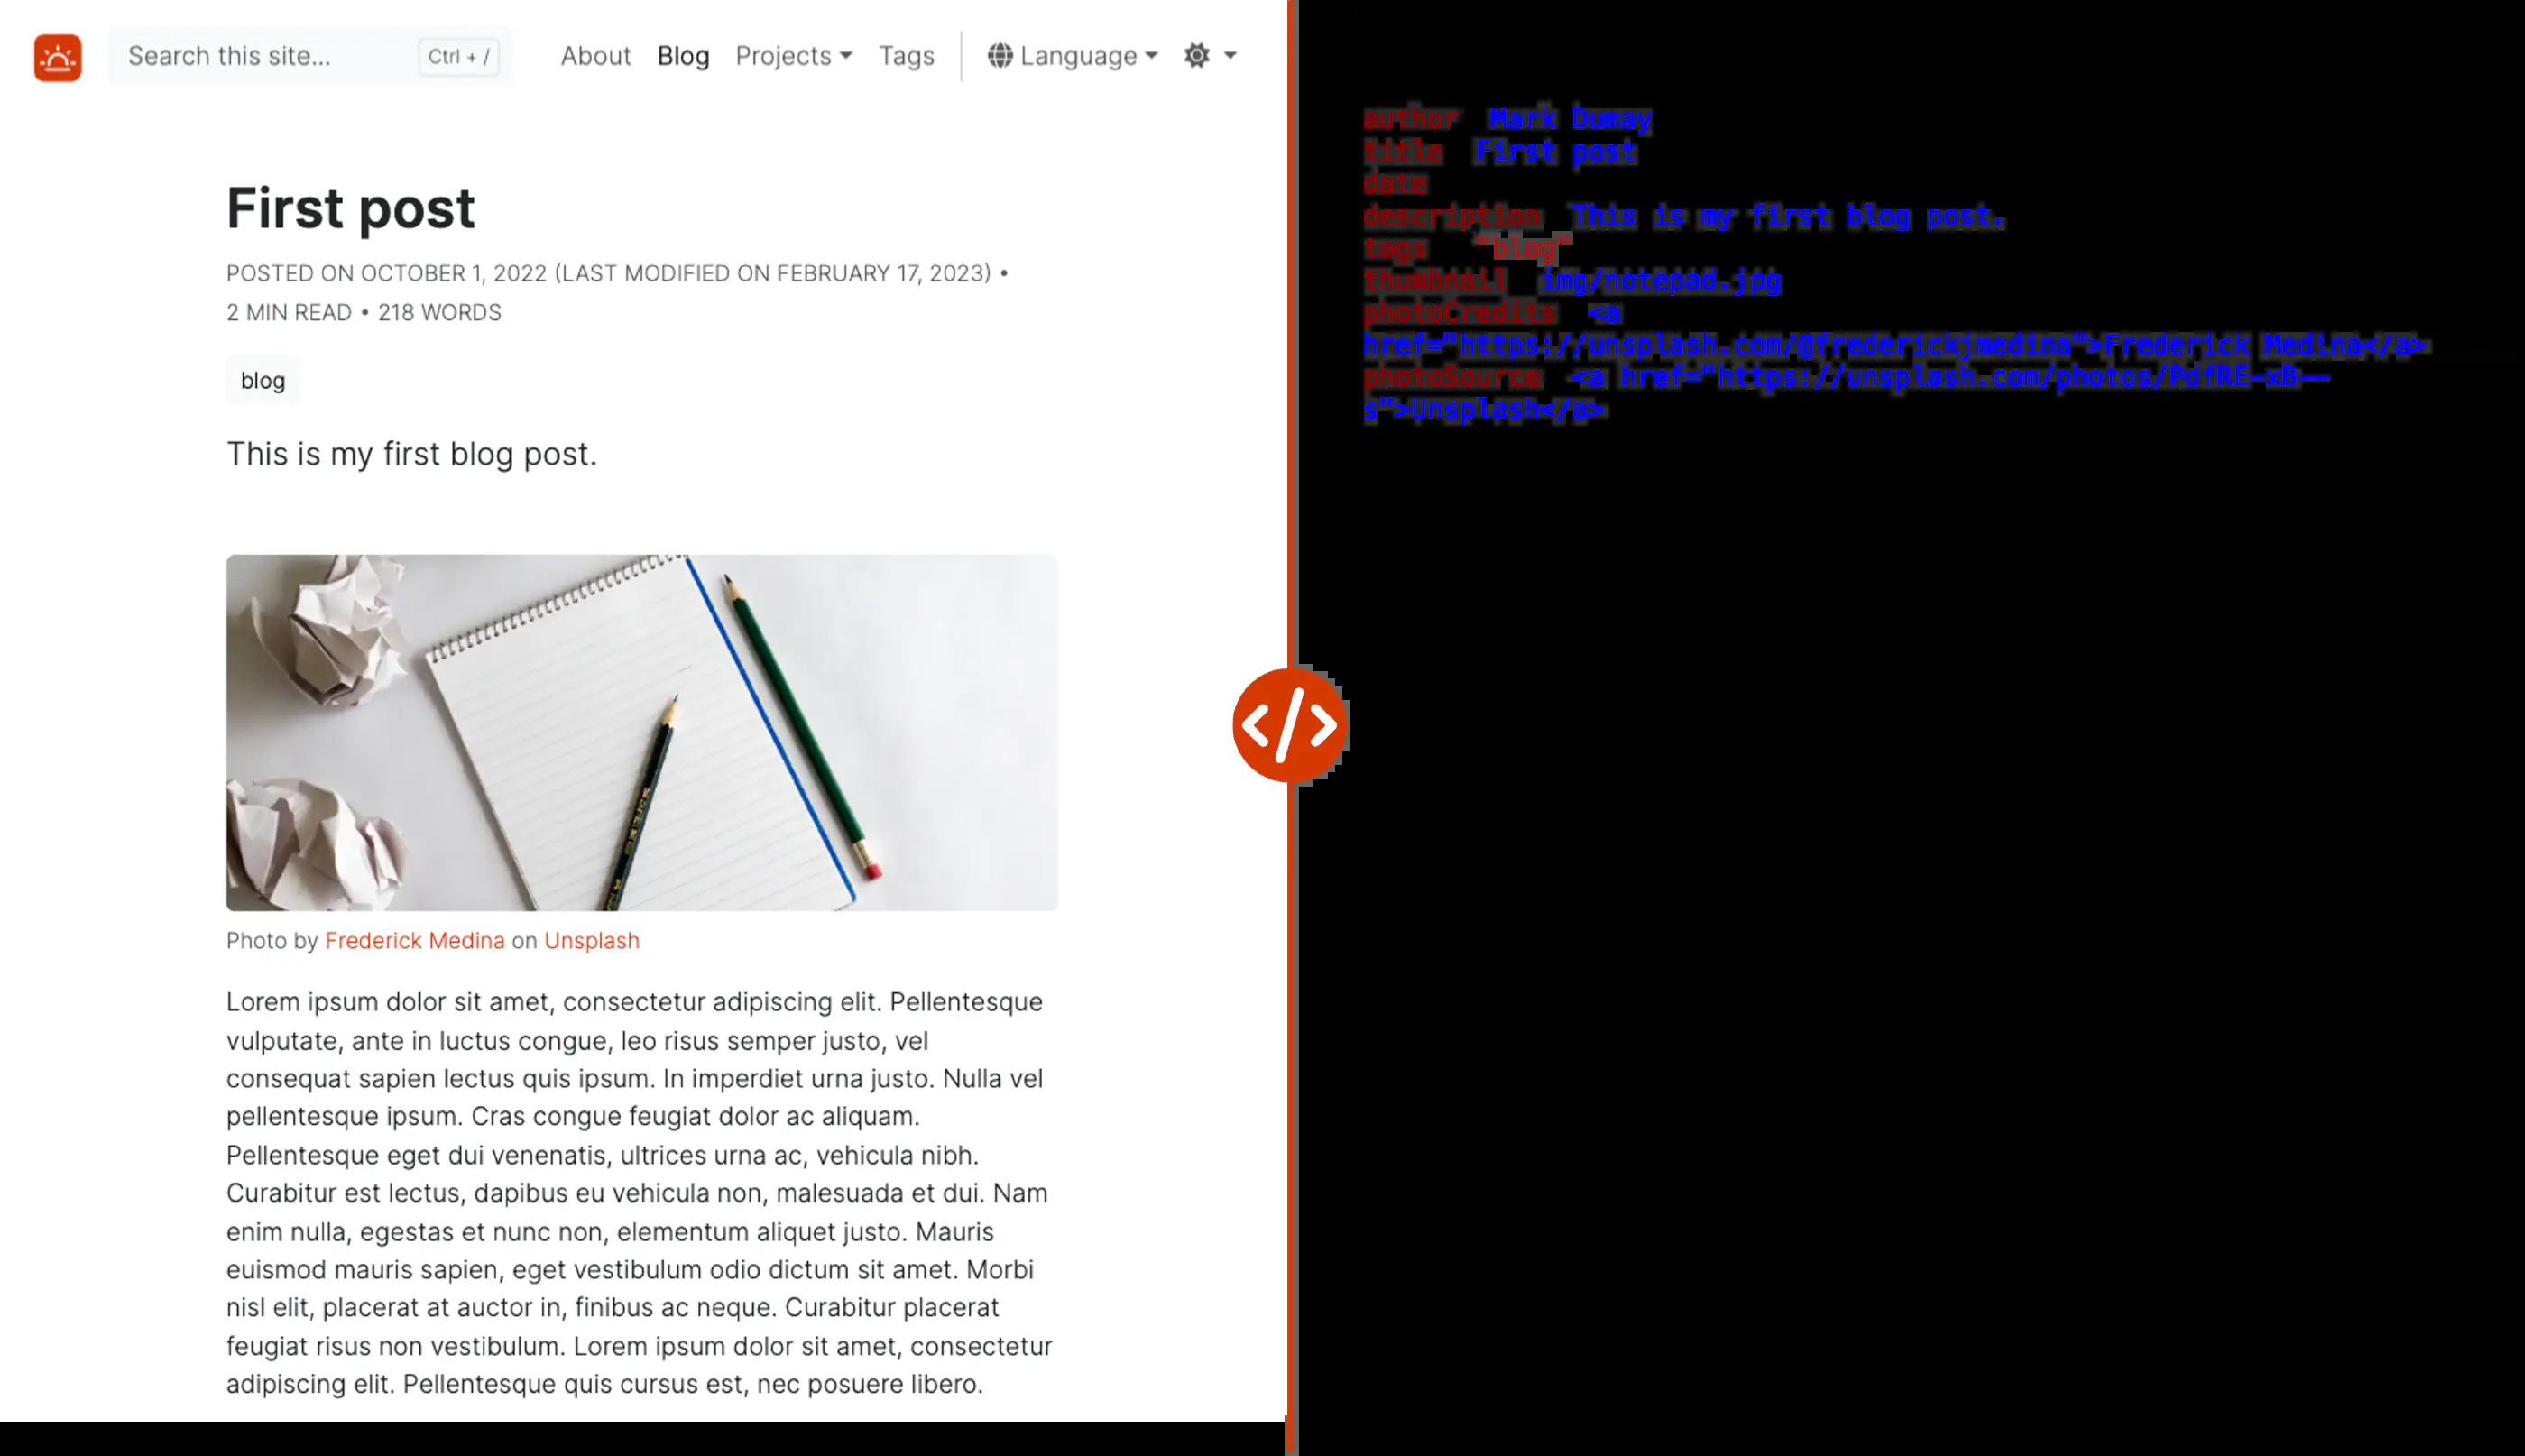 Search this site... Ctrl + / About Blog Projects Tags Language
First post
POSTED ON OCTOBER 1, 2022 (LAST MODIFIED ON FEBRUARY 17, 2023) •
2 MIN READ • 218 WORDS
blog
This is my first blog post.
Photo by Frederick Medina on Unsplash
Lorem ipsum dolor sit amet, consectetur adipiscing elit. Pellentesque
vulputate, ante in luctus congue, leo risus semper justo, vel
consequat sapien lectus quis ipsum. In imperdiet urna justo. Nulla vel
pellentesque ipsum. Cras congue feugiat dolor ac aliquam.
Pellentesque eget dui venenatis, ultrices urna ac, vehicula nibh.
Curabitur est lectus, dapibus eu vehicula non, malesuada et dui. Nam
enim nulla, egestas et nunc non, elementum aliquet justo. Mauris
euismod mauris sapien, eget vestibulum odio dictum sit amet. Morbi
nisl elit, placerat at auctor in, finibus ac neque. Curabitur placerat
feugiat risus non vestibulum. Lorem ipsum dolor sit amet, consectetur
adipiscing elit. Pellentesque quis cursus est, nec posuere libero.
</>
author Mark Dumay
title First post
date
description This is my first blog post.
tags "blog"
thumbnail img/notepad.jpg
photoCredits <a
href="https://unsplash.com/@frederickjmedina">Frederick Medina</a>
photoSource <a href="https://unsplash.com/photos/PdfRE-xB--
s">Unsplash</a>